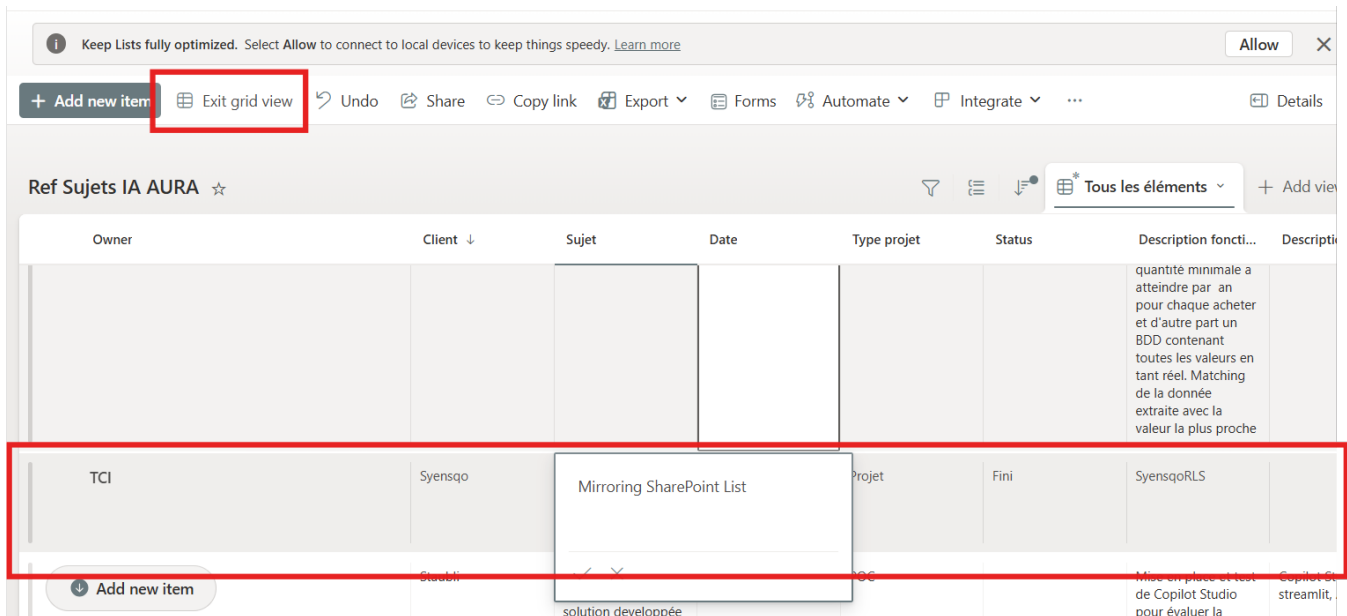 Keep Lists fully optimized. Select Allow to connect to local devices to keep things speedy. Learn more
Allow
+ Add new item
Exit grid view
Undo
Share
Copy link
Export
Forms
Automate
Integrate
...
Details
Ref Sujets IA AURA
Tous les éléments
+ Add view
Owner
Client ↓
Sujet
Date
Type projet
Status
Description foncti...
Descripti
quantité minimale a
atteindre par an
pour chaque acheter
et d'autre part un
BDD contenant
toutes les valeurs en
tant réel. Matching
de la donnée
extraite avec la
valeur la plus proche
TCI
Syensqo
Mirroring SharePoint List
Projet
Fini
SyensqoRLS
Add new item
Staubli
solution developpée
POC
Mise en place et test
de Copilot Studio
pour évaluer la
Copilot St
streamlit,